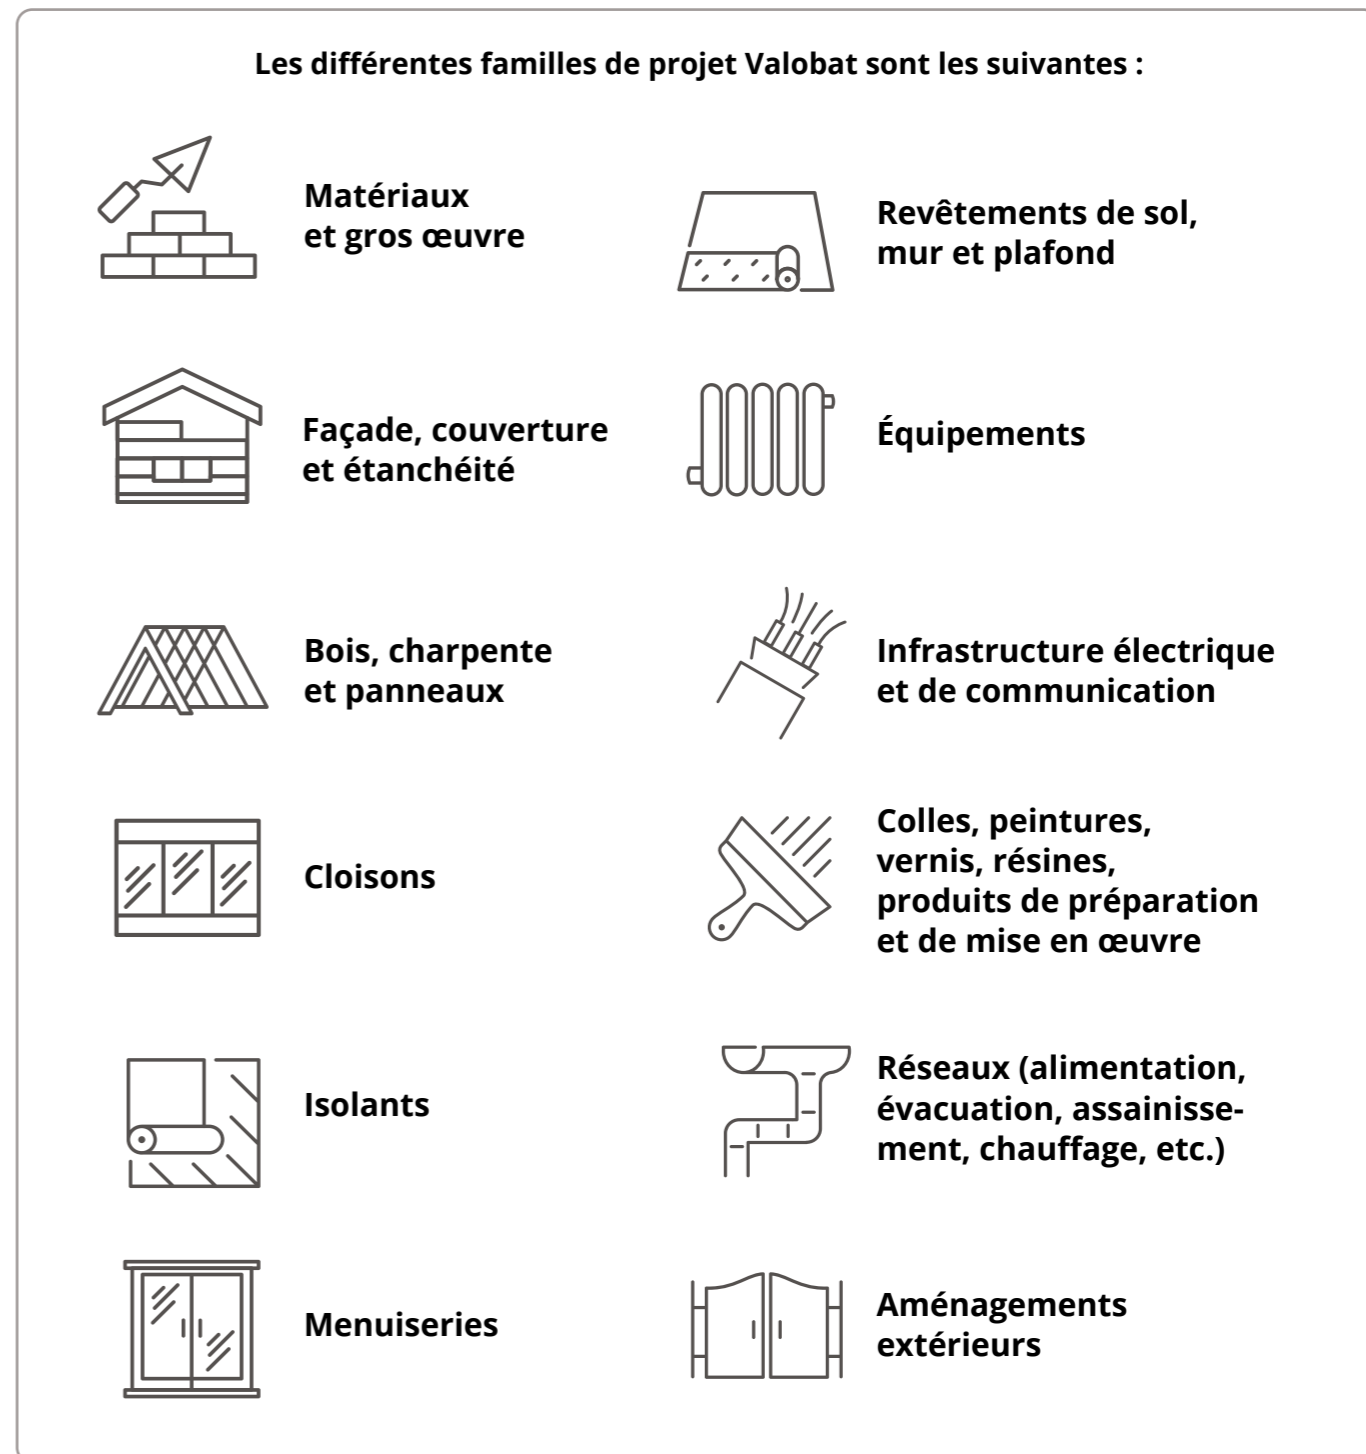 Les différentes familles de projet Valobat sont les suivantes :
Matériaux
et gros œuvre
Façade, couverture
et étanchéité
Bois, charpente
et panneaux
Cloisons
Isolants
Menuiseries
Revêtements de sol,
mur et plafond
Équipements
Infrastructure électrique
et de communication
Colles, peintures,
vernis, résines,
produits de préparation
et de mise en œuvre
Réseaux (alimentation,
évacuation, assainisse-
ment, chauffage, etc.)
Aménagements
extérieurs